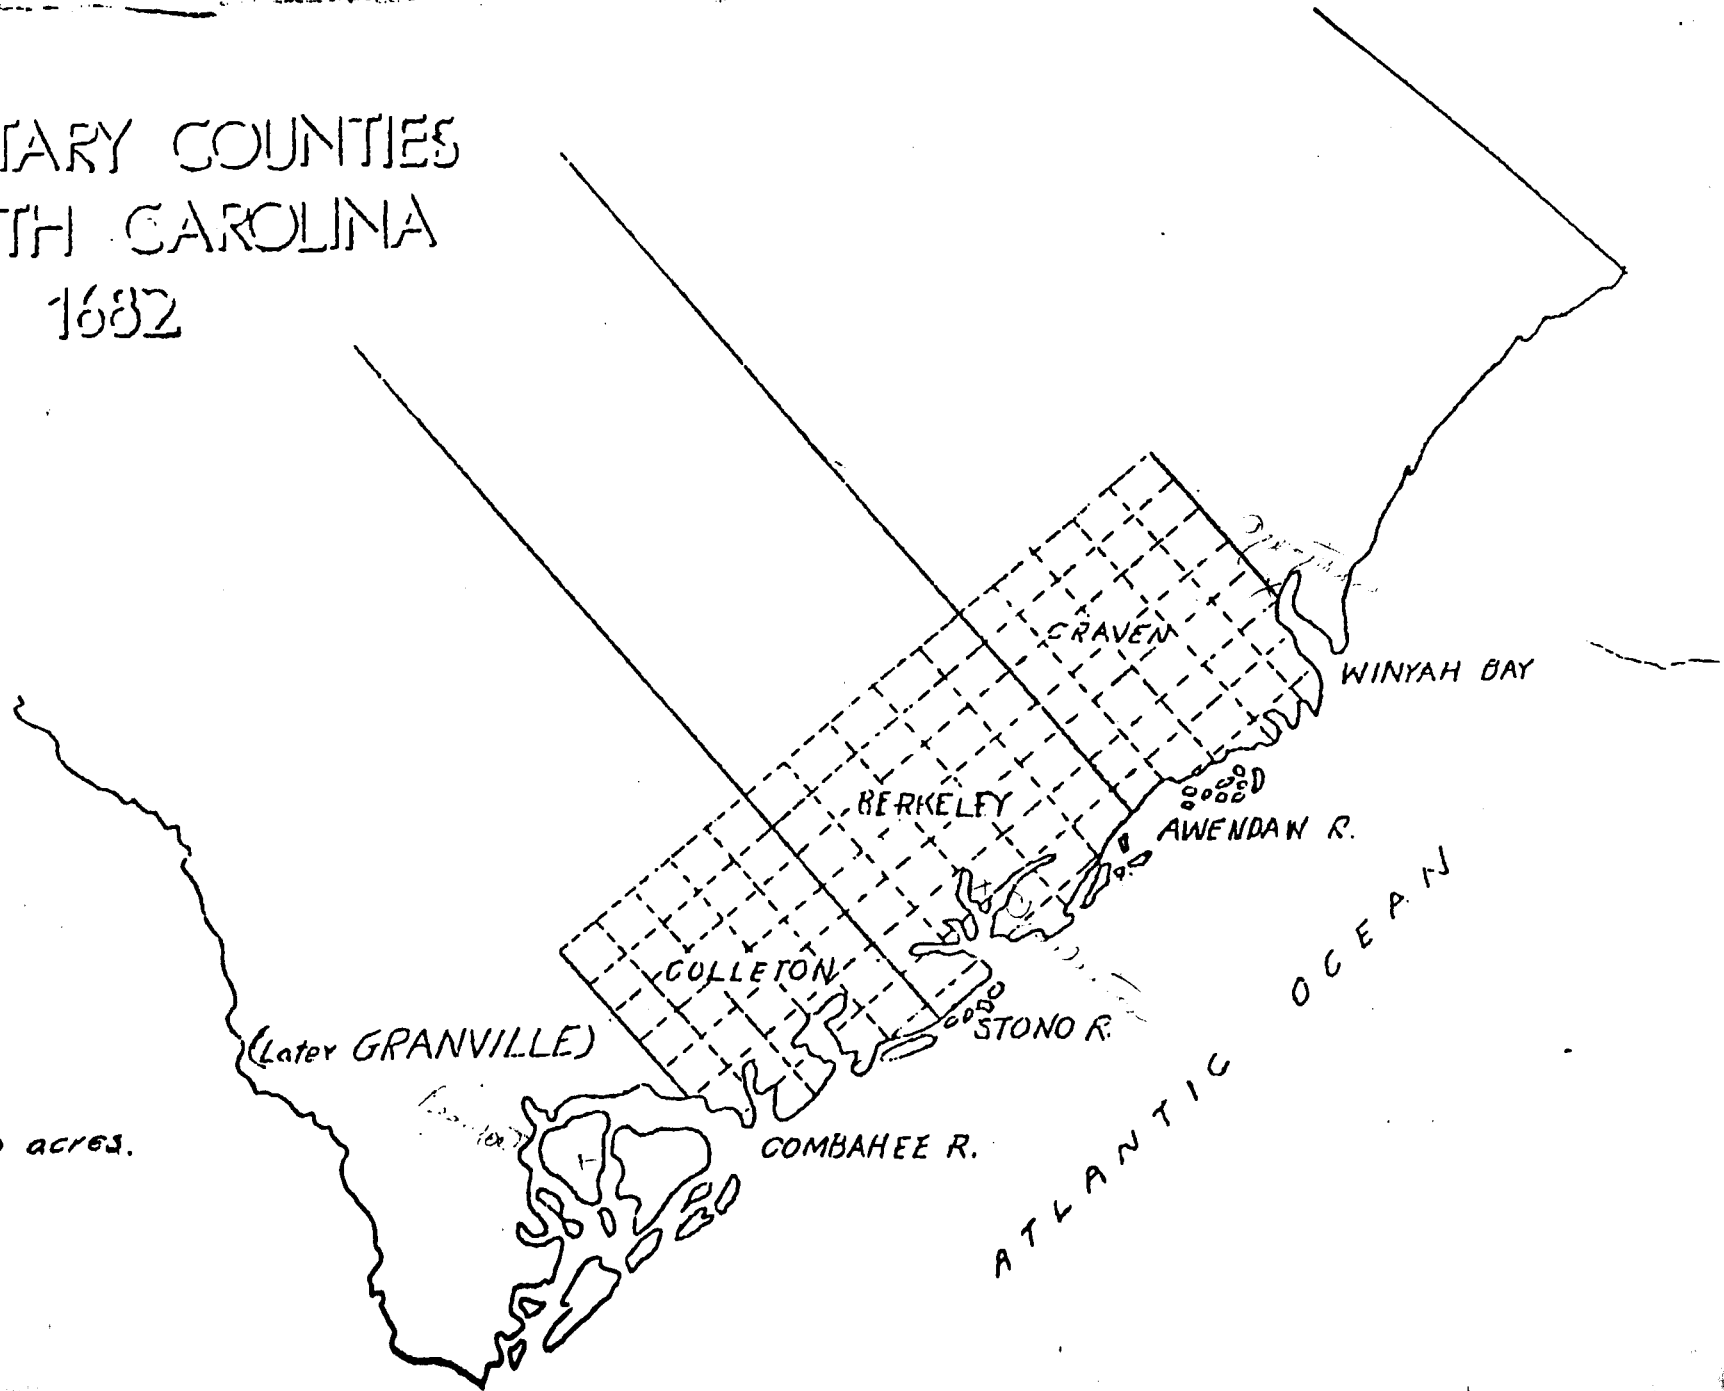 TARY COUNTIES
TH CAROLINA
1682
CRAVEN
WINYAH BAY
BERKELEY
AWENDAW R.
COLLETON
STONO R.
(Later GRANVILLE)
COMBAHEE R.
acres.
ATLANTIC OCEAN